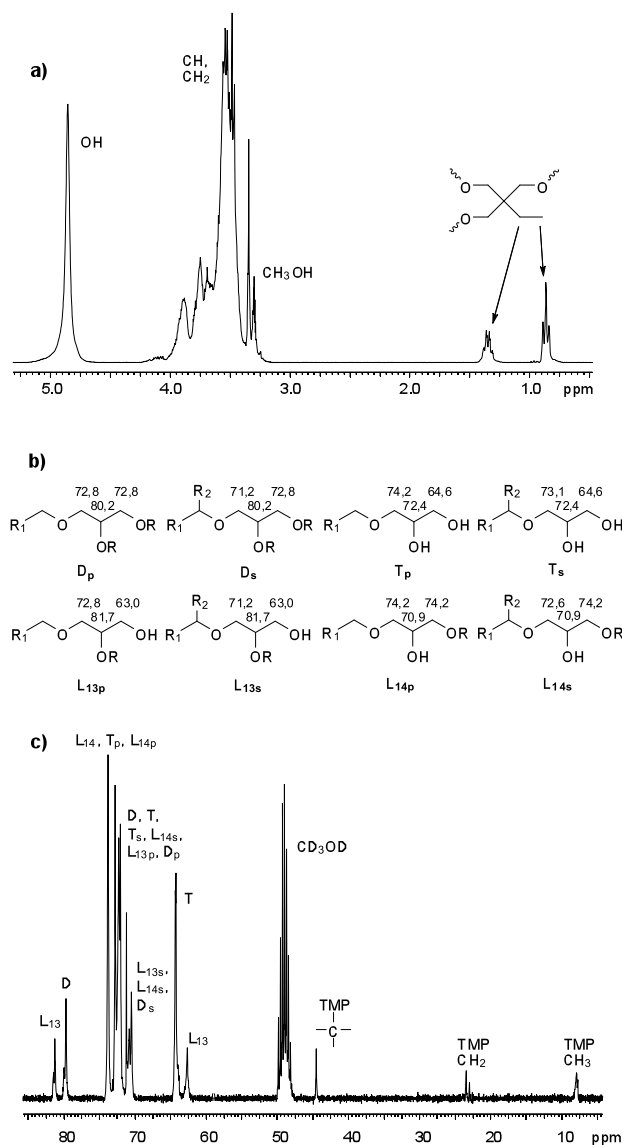 a)
CH,
CH2
OH
O
O
O
CH3OH
5.0 4.0 3.0 2.0 1.0 ppm
b)
72,8 72,8
80,2
R1 O OR
OR
Dp
R2 71,2 72,8
80,2
R1 O OR
OR
Ds
74,2 64,6
72,4
R1 O OH
OH
Tp
R2 73,1 64,6
72,4
R1 O OH
OH
Ts
72,8 63,0
81,7
R1 O OH
OR
L13p
R2 71,2 63,0
81,7
R1 O OH
OR
L13s
74,2 74,2
70,9
R1 O OR
OH
L14p
R2 72,6 74,2
70,9
R1 O OR
OH
L14s
c)
L14, Tp, L14p
D, T,
Ts, L14s,
L13p, Dp
CD3OD
T
L13s,
L14s,
Ds
D
L13
L13
TMP
C
TMP
CH2
TMP
CH3
80 70 60 50 40 30 20 10 ppm